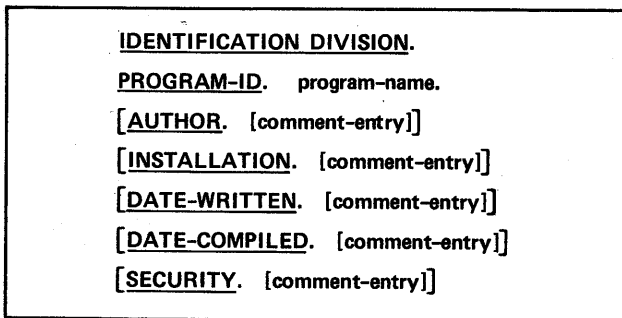 IDENTIFICATION DIVISION.
PROGRAM-ID. program-name.
[AUTHOR. [comment-entry]]
[INSTALLATION. [comment-entry]]
[DATE-WRITTEN. [comment-entry]]
[DATE-COMPILED. [comment-entry]]
[SECURITY. [comment-entry]]